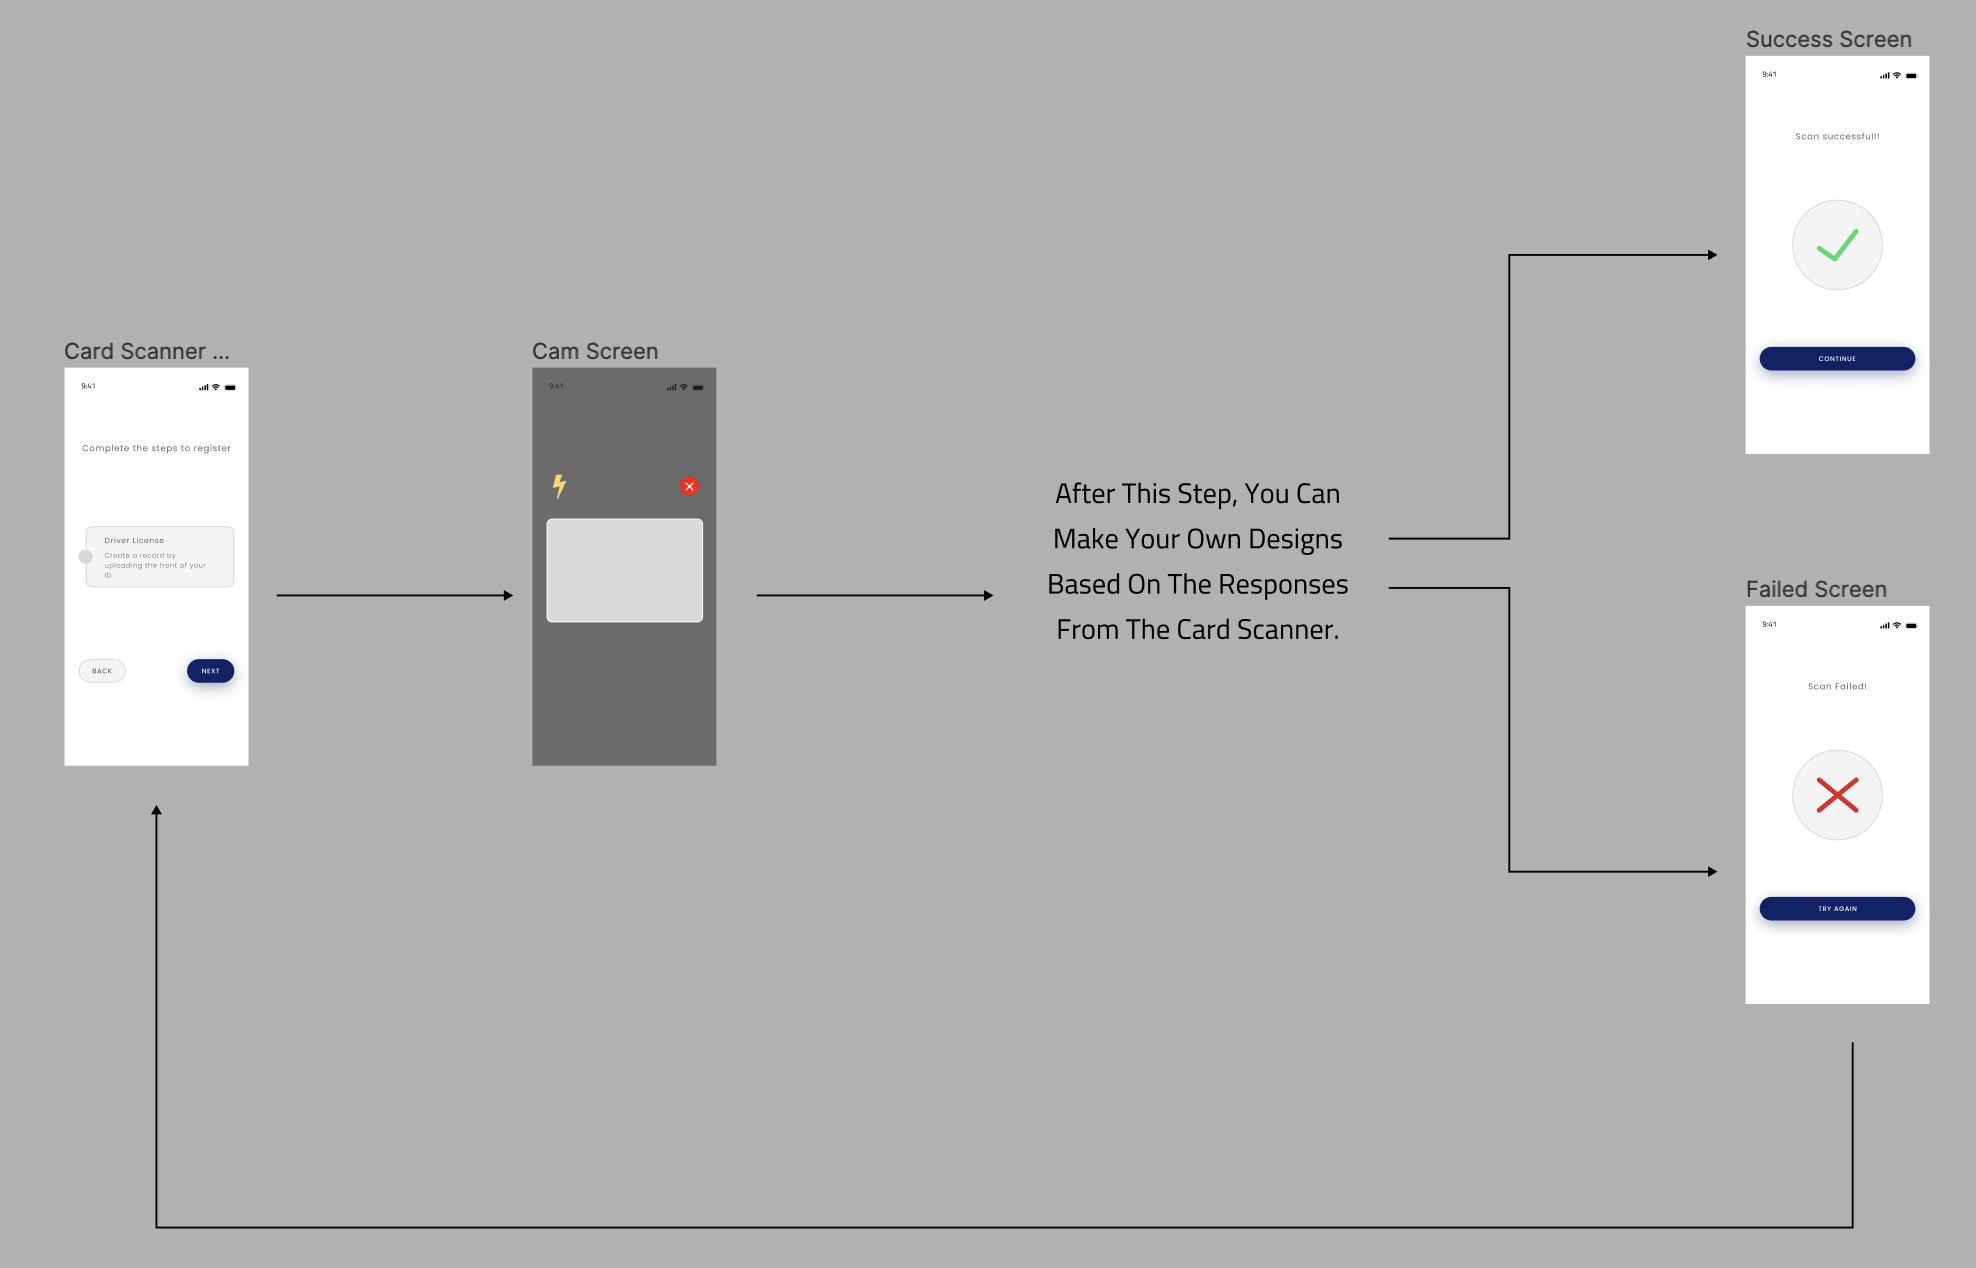 Success Screen
9:41
Scan successfull!
CONTINUE
Card Scanner ...
9:41
Complete the steps to register
Driver License
Create a record by
uploading the front of your
ID
BACK
NEXT
Cam Screen
9:41
After This Step, You Can
Make Your Own Designs
Based On The Responses
From The Card Scanner.
Failed Screen
9:41
Scan Failed!
TRY AGAIN